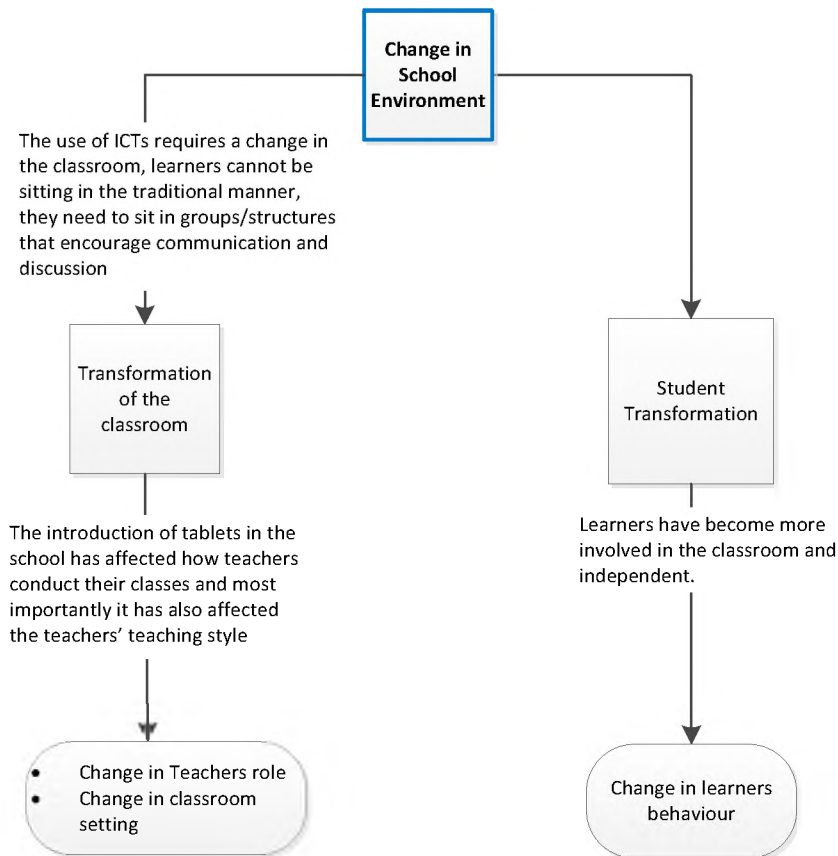 Change in
School
Environment
The use of ICTs requires a change in
the classroom, learners cannot be
sitting in the traditional manner,
they need to sit in groups/structures
that encourage communication and
discussion
Transformation
of the
classroom
Student
Transformation
The introduction of tablets in the
school has affected how teachers
conduct their classes and most
importantly it has also affected
the teachers’ teaching style
Learners have become more
involved in the classroom and
independent.
• Change in Teachers role
• Change in classroom
setting
Change in learners
behaviour